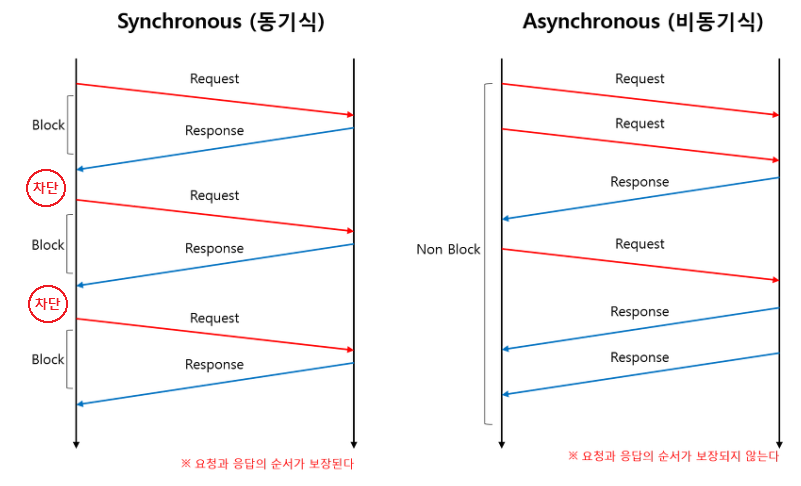 Synchronous (동기식)
Request
Block
Response
차단
Request
Block
Response
차단
Request
Block
Response
※ 요청과 응답의 순서가 보장된다
Asynchronous (비동기식)
Request
Request
Response
Non Block
Request
Response
Response
※ 요청과 응답의 순서가 보장되지 않는다